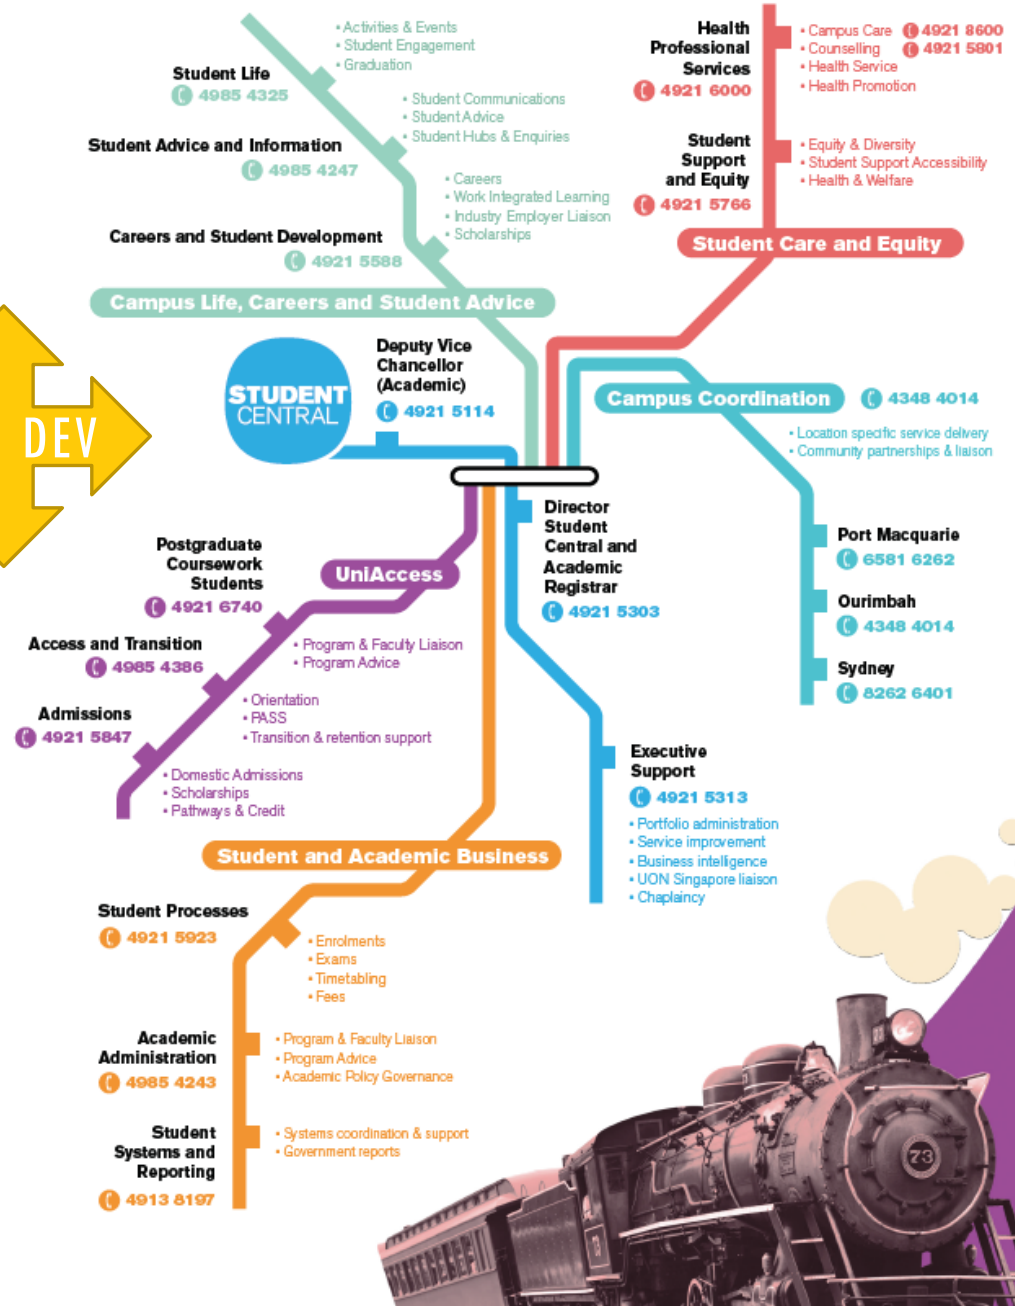 Student Life
4985 4325
• Activities & Events
• Student Engagement
• Graduation
Student Advice and Information
4985 4247
• Student Communications
• Student Advice
• Student Hubs & Enquiries
Careers and Student Development
4921 5588
• Careers
• Work Integrated Learning
• Industry Employer Liaison
• Scholarships
Campus Life, Careers and Student Advice
Health
Professional
Services
4921 6000
• Campus Care 4921 8600
• Counselling 4921 5801
• Health Service
• Health Promotion
Student
Support
and Equity
4921 5766
• Equity & Diversity
• Student Support Accessibility
• Health & Welfare
Student Care and Equity
DEV
STUDENT
CENTRAL
Deputy Vice
Chancellor
(Academic)
4921 5114
Campus Coordination 4348 4014
• Location specific service delivery
• Community partnerships & liaison
Port Macquarie
6581 6262
Ourimbah
4348 4014
Sydney
8262 6401
Director
Student
Central and
Academic
Registrar
4921 5303
Executive
Support
4921 5313
• Portfolio administration
• Service improvement
• Business intelligence
• UON Singapore liaison
• Chaplaincy
UniAccess
Postgraduate
Coursework
Students
4921 6740
• Program & Faculty Liaison
• Program Advice
Access and Transition
4985 4386
• Orientation
• PASS
• Transition & retention support
Admissions
4921 5847
• Domestic Admissions
• Scholarships
• Pathways & Credit
Student and Academic Business
Student Processes
4921 5923
• Enrolments
• Exams
• Timetabling
• Fees
Academic
Administration
4985 4243
• Program & Faculty Liaison
• Program Advice
• Academic Policy Governance
Student
Systems and
Reporting
4913 8197
• Systems coordination & support
• Government reports
73